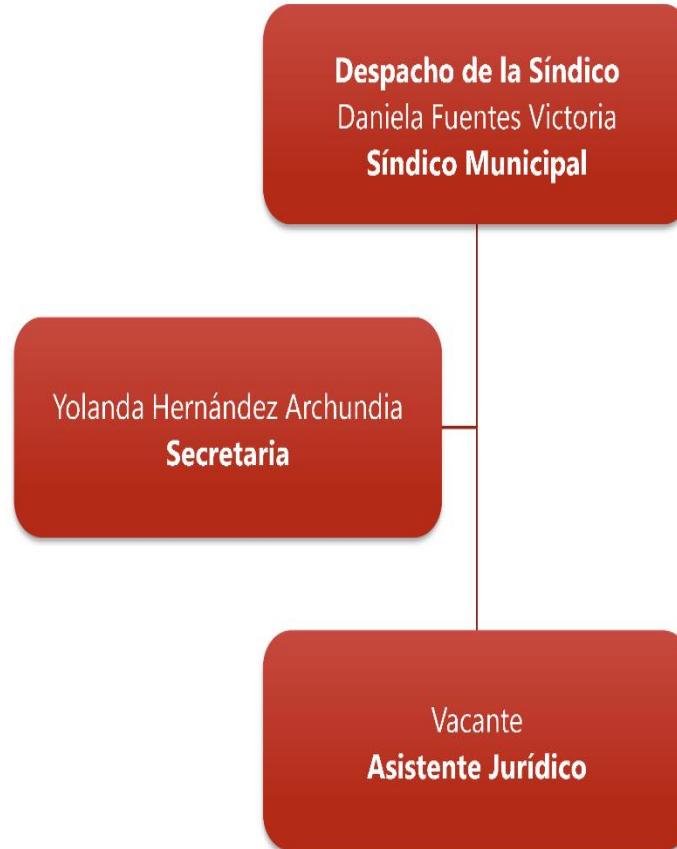 Despacho de la Síndico
Daniela Fuentes Victoria
Síndico Municipal
Yolanda Hernández Archundia
Secretaria
Vacante
Asistente Jurídico